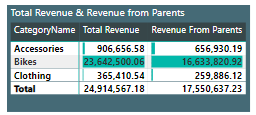 Total Revenue & Revenue from Parents
CategoryName Total Revenue Revenue From Parents
Accessories 906,656.58 656,930.19
Bikes 23,642,500.06 16,633,820.92
Clothing 365,410.54 259,886.12
Total 24,914,567.18 17,550,637.23